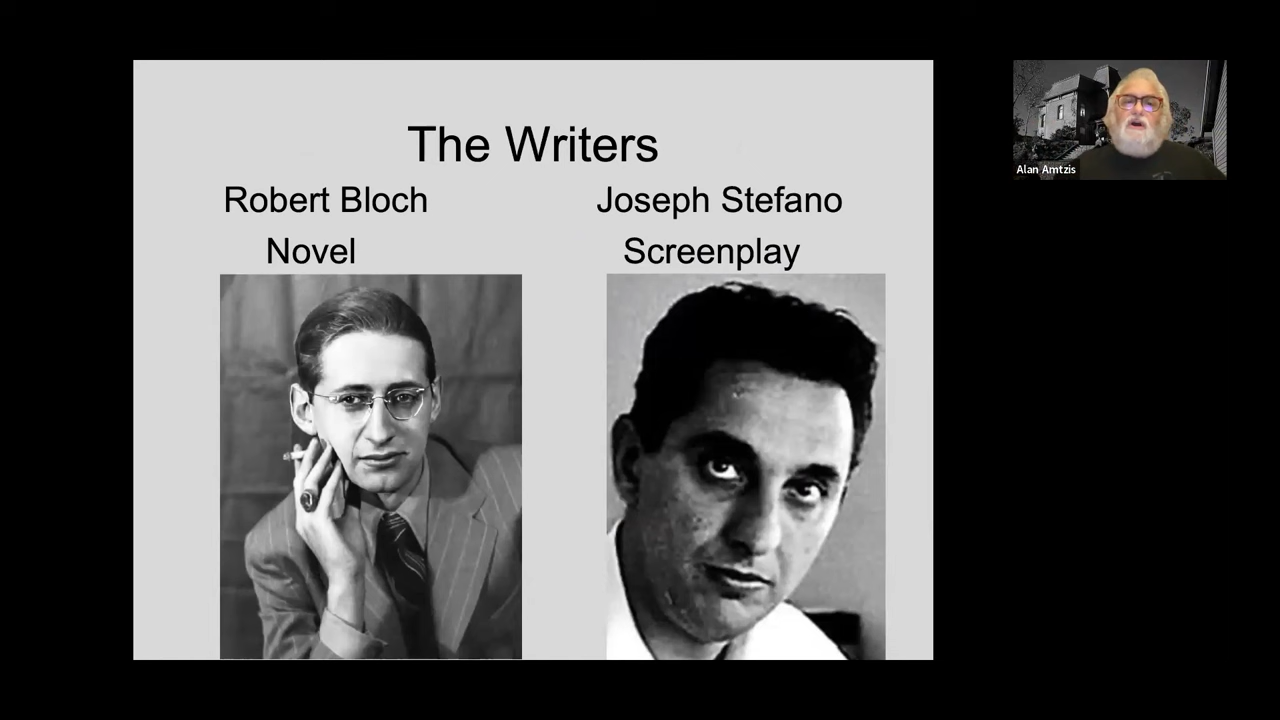 The Writers
Robert Bloch
Joseph Stefano
Novel
Screenplay
Alan Amtzis